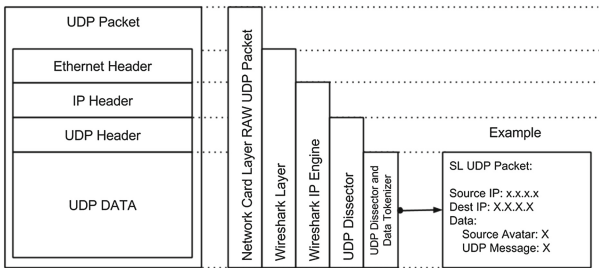 UDP Packet
Ethernet Header
IP Header
UDP Header
UDP DATA
Network Card Layer RAW UDP Packet
Wireshark Layer
Wireshark IP Engine
UDP Dissector
UDP Dissector and
Data Tokenizer
Example
SL UDP Packet:
Source IP: x.x.x.x
Dest IP: X.X.X.X
Data:
Source Avatar: X
UDP Message: X